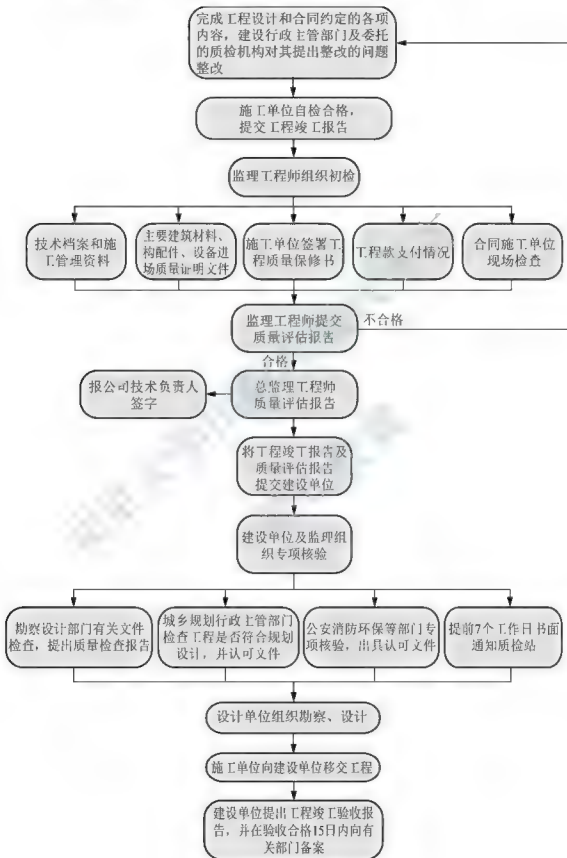 完成工程设计和合同约定的各项
内容，建设行政主管部门及委托
的质检机构对其提出整改的问题
整改
施工单位自检合格，
提交工程竣工报告
监理工程师组织初检
技术档案和施
工管理资料
主要建筑材料、
构配件、设备进
场质量证明文件
施工单位签署工
程质量保修书
工程款支付情况
合同施工单位
现场检查
监理工程师提交
质量评估报告
不合格
合格
报公司技术负责人
签字
总监理工程师
质量评估报告
将工程竣工报告及
质量评估报告
提交建设单位
建设单位及监理组
织专项核验
勘察设计部门有关文件
检查，提出质量检查报告
城乡规划行政主管部门
检查工程是否符合规划
设计，并认可文件
公安消防环保等部门专
项核验，出具认可文件
提前7个工作日书面
通知质检站
设计单位组织勘察、设计
施工单位向建设单位移交工程
建设单位提出工程竣工验收报
告，并在验收合格15日内向有
关部门备案